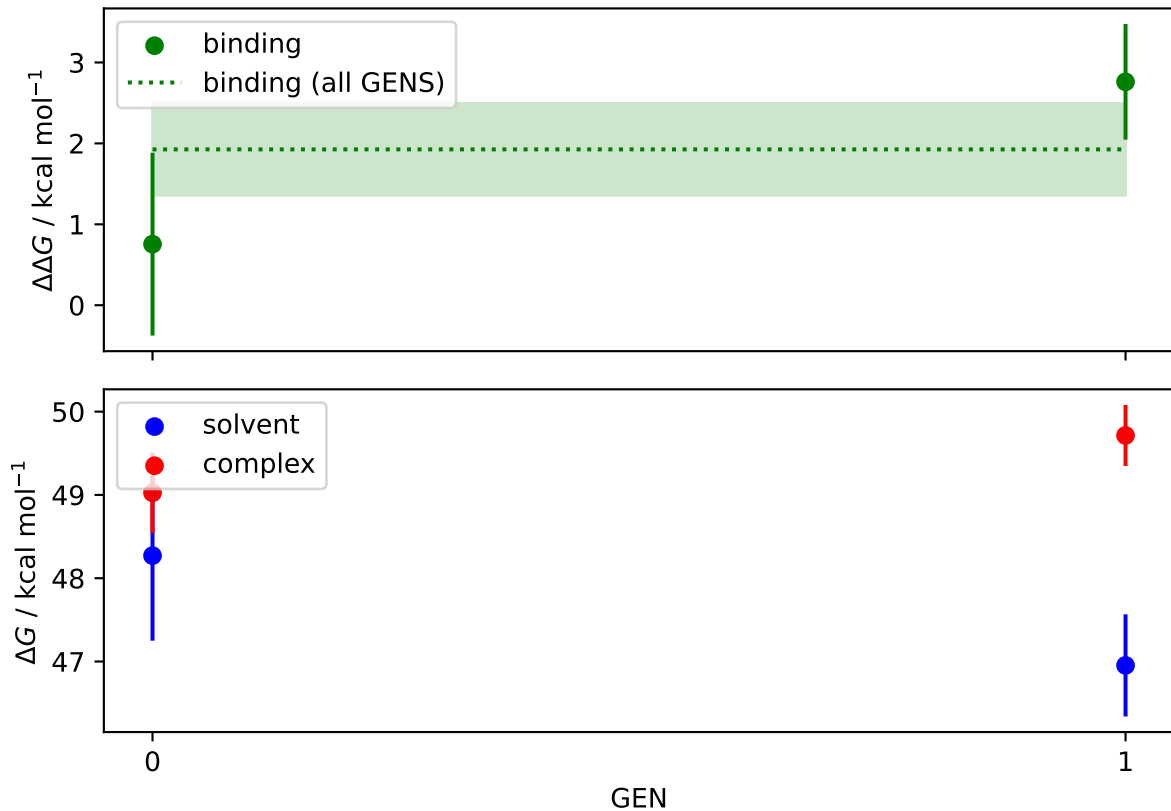 binding
binding (all GENS)
3
2
1
0
ΔΔG / kcal mol⁻¹
solvent
complex
50
49
48
47
ΔG / kcal mol⁻¹
0
1
GEN